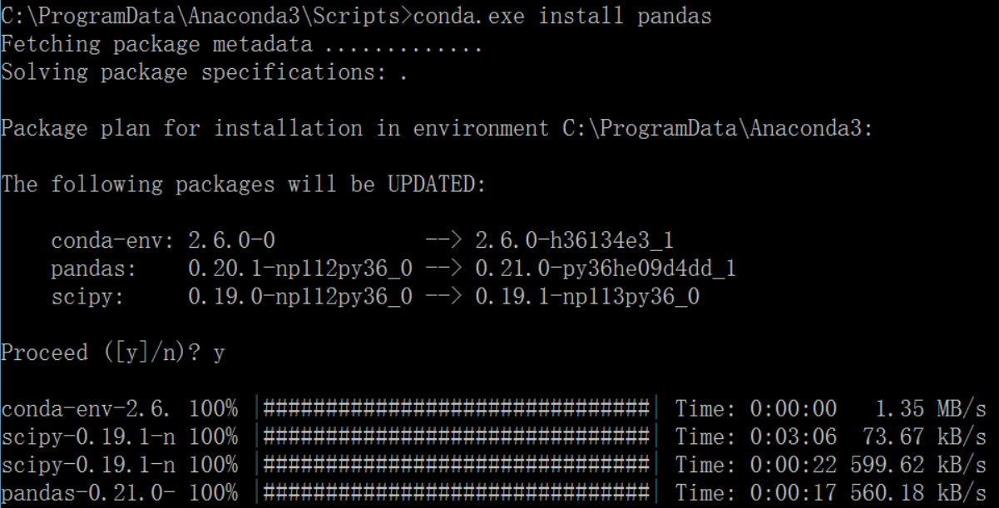 C:\ProgramData\Anaconda3\Scripts>conda.exe install pandas
Fetching package metadata .............
Solving package specifications: .
Package plan for installation in environment C:\ProgramData\Anaconda3:
The following packages will be UPDATED:
conda-env: 2.6.0-0 --> 2.6.0-h36134e3_1
pandas: 0.20.1-np112py36_0 --> 0.21.0-py36he09d4dd_1
scipy: 0.19.0-np112py36_0 --> 0.19.1-np113py36_0
Proceed ([y]/n)? y
conda-env-2.6. 100% |###############################| Time: 0:00:00 1.35 MB/s
scipy-0.19.1-n 100% |###############################| Time: 0:03:06 73.67 kB/s
scipy-0.19.1-n 100% |###############################| Time: 0:00:22 599.62 kB/s
pandas-0.21.0- 100% |###############################| Time: 0:00:17 560.18 kB/s